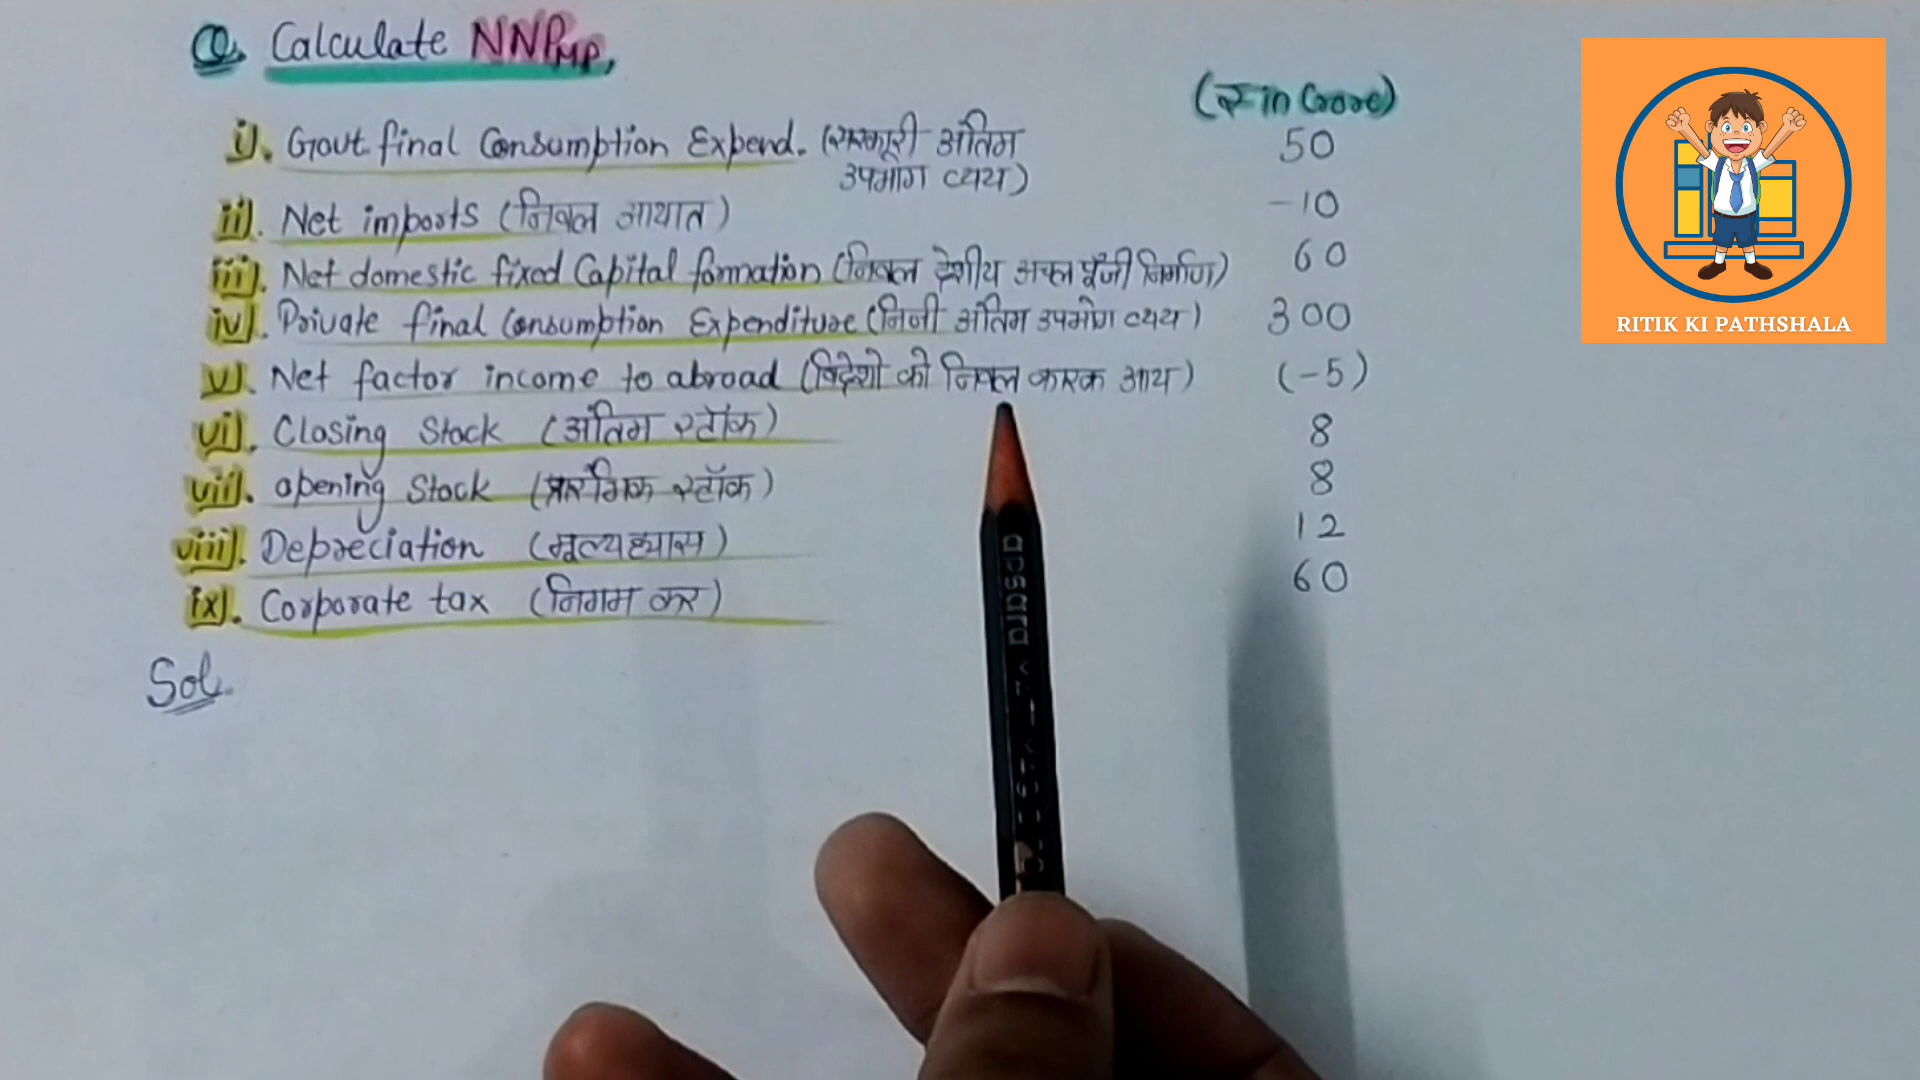 Q. Calculate NNPMP,
(₹ in Crore)
i). Govt final Consumption Expend. (सरकारी अंतिम 50
उपभोग व्यय)
ii). Net imports (निवल आयात) -10
iii). Net domestic fixed Capital formation (निवल देशीय अचल पूँजी निर्माण) 60
iv). Private final Consumption Expenditure (निजी अंतिम उपभोग व्यय) 300
v). Net factor income to abroad (विदेशो को निवल कारक आय) (-5)
vi). Closing Stock (अंतिम स्टॉक) 8
vii). opening Stock (प्रारंभिक स्टॉक) 8
viii). Depreciation (मूल्यह्यास) 12
ix). Corporate tax (निगम कर) 60
Sol.
apsara
RITIK KI PATHSHALA